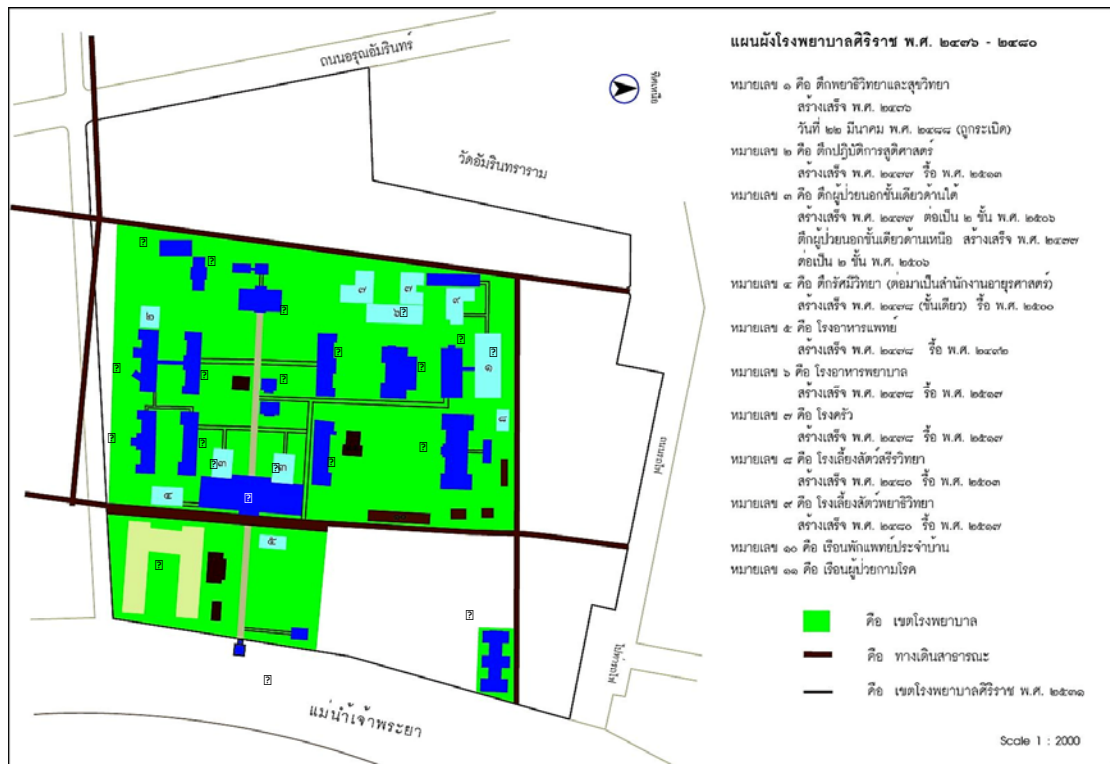 แผนผังโรงพยาบาลศิริราช พ.ศ. ๒๔๗๖ - ๒๔๘๐
หมายเลข ๑ คือ ตึกพยาธิวิทยาและสุขวิทยา
สร้างเสร็จ พ.ศ. ๒๔๗๖
วันที่ ๒๒ มีนาคม พ.ศ. ๒๔๘๘ (ถูกระเบิด)
หมายเลข ๒ คือ ตึกปฏิบัติการสูติศาสตร์
สร้างเสร็จ พ.ศ. ๒๔๗๗ รื้อ พ.ศ. ๒๕๑๓
หมายเลข ๓ คือ ตึกผู้ป่วยนอกชั้นเดียวด้านใต้
สร้างเสร็จ พ.ศ. ๒๔๗๗ ต่อเป็น ๒ ชั้น พ.ศ. ๒๕๐๖
ตึกผู้ป่วยนอกชั้นเดียวด้านเหนือ สร้างเสร็จ พ.ศ. ๒๔๗๗
ต่อเป็น ๒ ชั้น พ.ศ. ๒๕๐๖
หมายเลข ๔ คือ ตึกรัศมีวิทยา (ต่อมาเป็นสำนักงานอายุรศาสตร์)
สร้างเสร็จ พ.ศ. ๒๔๗๘ (ชั้นเดียว) รื้อ พ.ศ. ๒๕๐๐
หมายเลข ๕ คือ โรงอาหารแพทย์
สร้างเสร็จ พ.ศ. ๒๔๗๘ รื้อ พ.ศ. ๒๔๙๒
หมายเลข ๖ คือ โรงอาหารพยาบาล
สร้างเสร็จ พ.ศ. ๒๔๗๘ รื้อ พ.ศ. ๒๕๑๗
หมายเลข ๗ คือ โรงครัว
สร้างเสร็จ พ.ศ. ๒๔๗๘ รื้อ พ.ศ. ๒๕๑๗
หมายเลข ๘ คือ โรงเลี้ยงสัตว์สรีรวิทยา
สร้างเสร็จ พ.ศ. ๒๔๘๐ รื้อ พ.ศ. ๒๕๐๓
หมายเลข ๙ คือ โรงเลี้ยงสัตว์พยาธิวิทยา
สร้างเสร็จ พ.ศ. ๒๔๘๐ รื้อ พ.ศ. ๒๕๑๗
หมายเลข ๑๐ คือ เรือนพักแพทย์ประจำบ้าน
หมายเลข ๑๑ คือ เรือนผู้ป่วยกามโรค
คือ เขตโรงพยาบาล
คือ ทางเดินสาธารณะ
คือ เขตโรงพยาบาลศิริราช พ.ศ. ๒๕๓๑
Scale 1 : 2000
ถนนอรุณอัมรินทร์
ทิศเหนือ
วัดอัมรินทราราม
๗
๗
๙
๖
๒
๑
๘
๓
๓
๔
๕
ถนนรถไฟ
แม่น้ำเจ้าพระยา